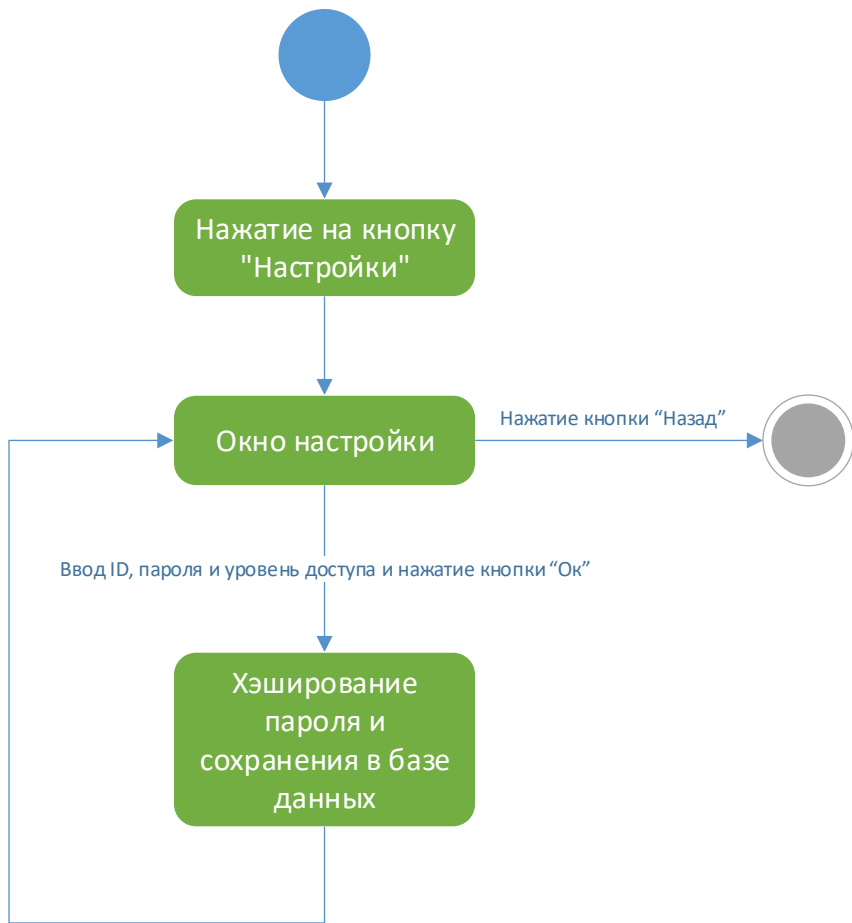 Нажатие на кнопку
"Настройки"
Окно настройки
Нажатие кнопки “Назад”
Ввод ID, пароля и уровень доступа и нажатие кнопки “Ок”
Хэширование
пароля и
сохранения в базе
данных